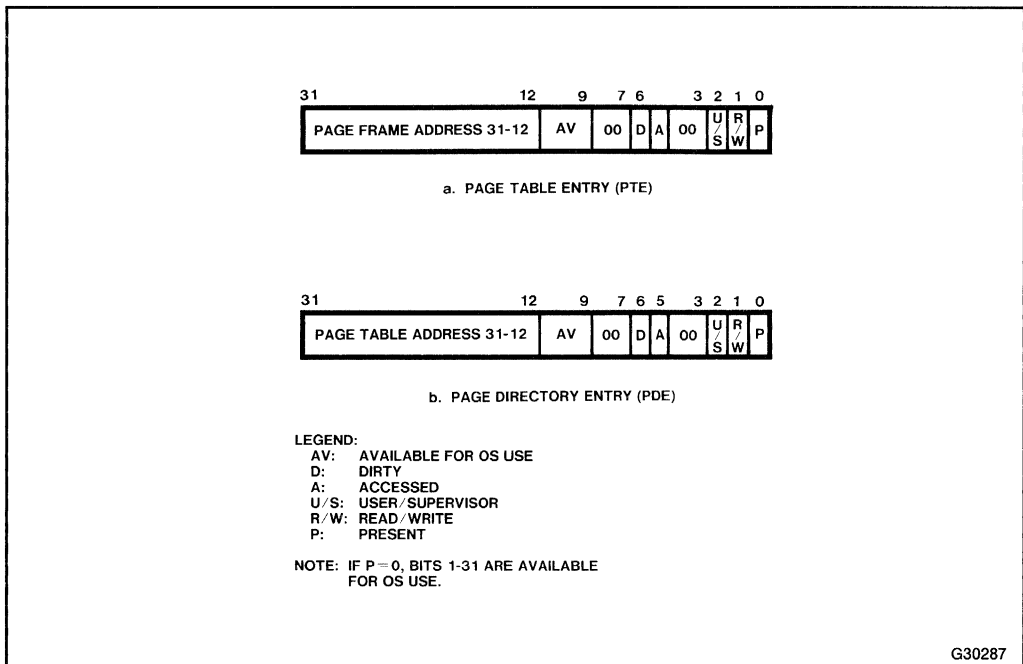 31 12 9 7 6 3 2 1 0
PAGE FRAME ADDRESS 31-12 AV 00 D A 00 U/S R/W P
a. PAGE TABLE ENTRY (PTE)
31 12 9 7 6 5 3 2 1 0
PAGE TABLE ADDRESS 31-12 AV 00 D A 00 U/S R/W P
b. PAGE DIRECTORY ENTRY (PDE)
LEGEND:
AV: AVAILABLE FOR OS USE
D: DIRTY
A: ACCESSED
U/S: USER/SUPERVISOR
R/W: READ/WRITE
P: PRESENT
NOTE: IF P=0, BITS 1-31 ARE AVAILABLE
FOR OS USE.
G30287